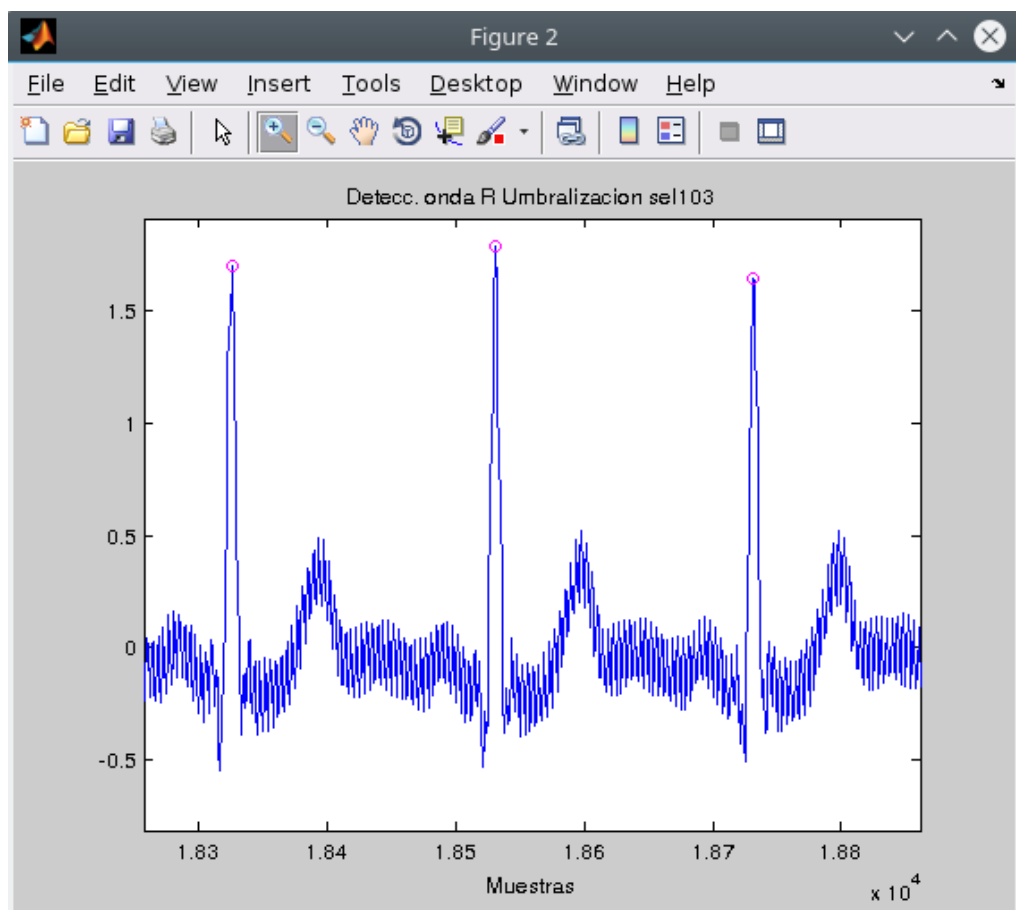 Figure 2
File Edit View Insert Tools Desktop Window Help
Detecc. onda R Umbralizacion sel103
1.5
1
0.5
0
-0.5
1.83 1.84 1.85 1.86 1.87 1.88
Muestras
x 10^4